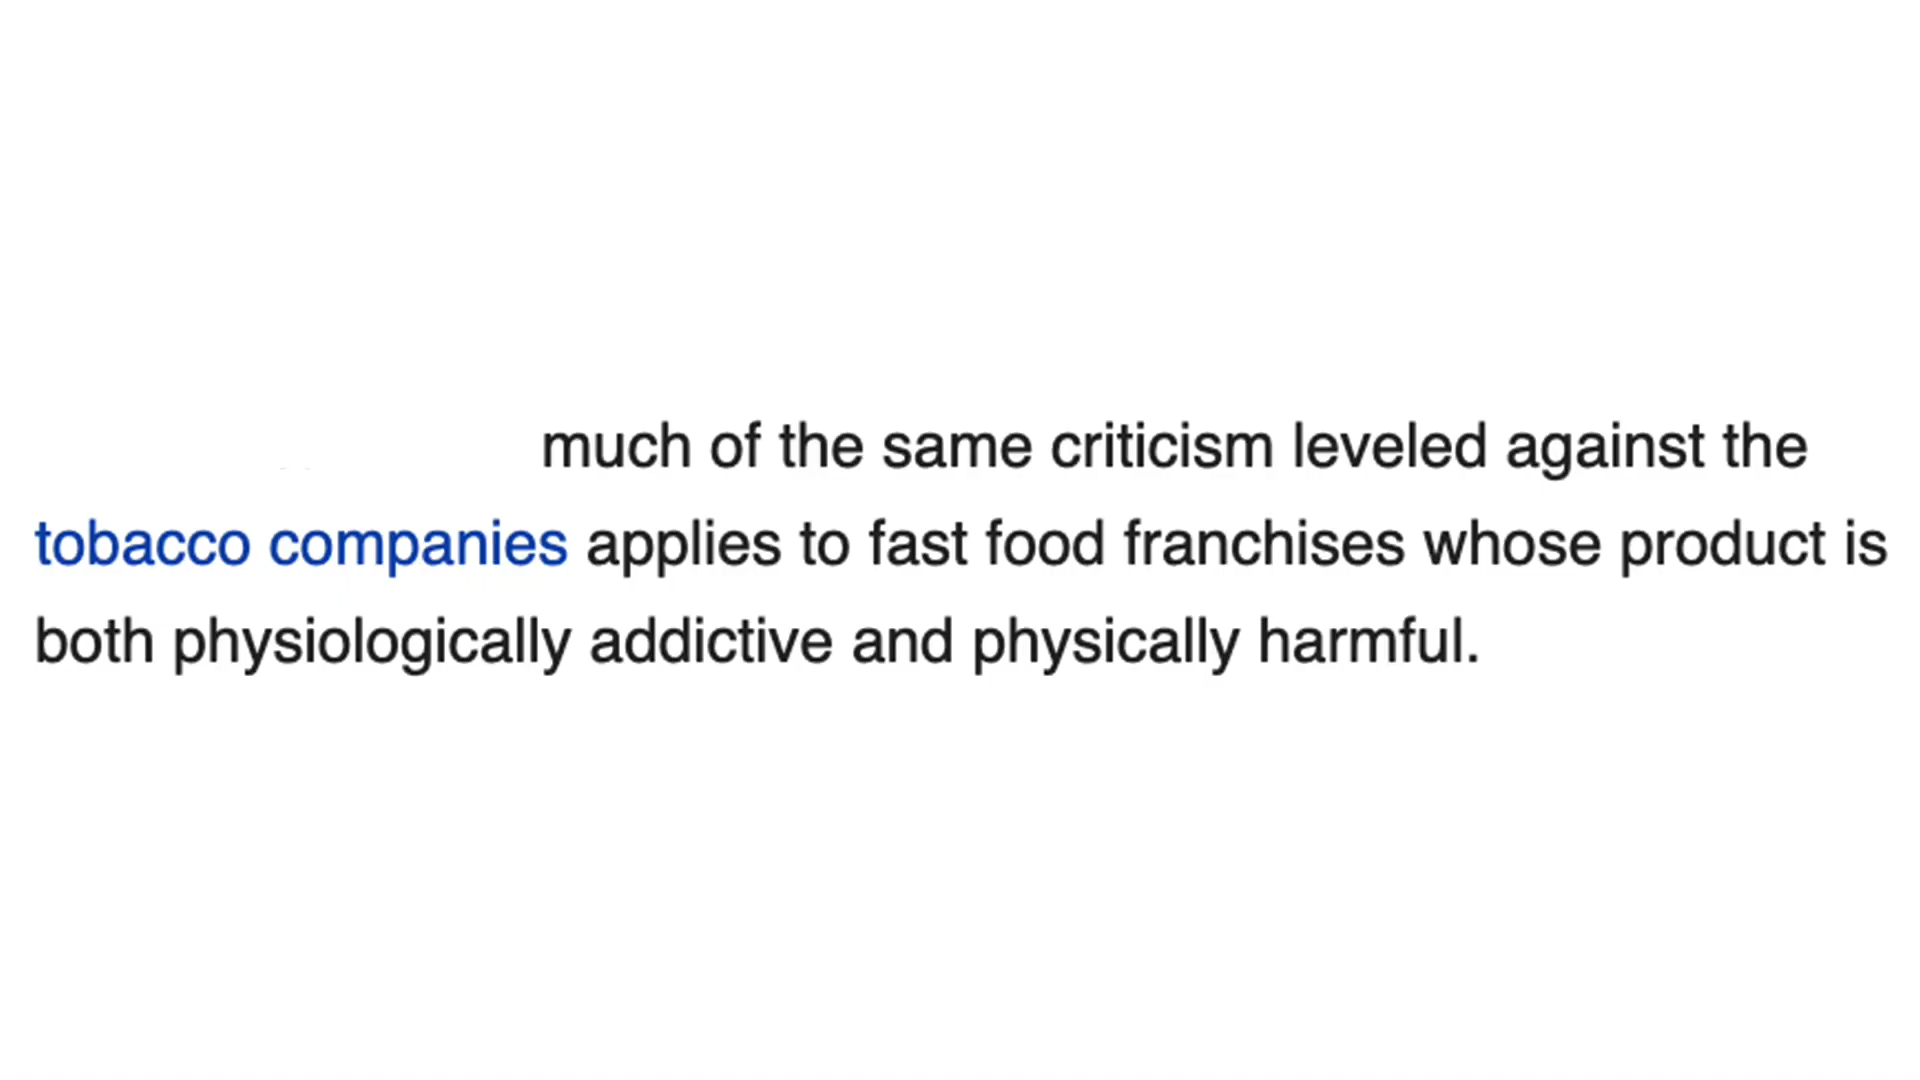 much of the same criticism leveled against the
tobacco companies applies to fast food franchises whose product is
both physiologically addictive and physically harmful.